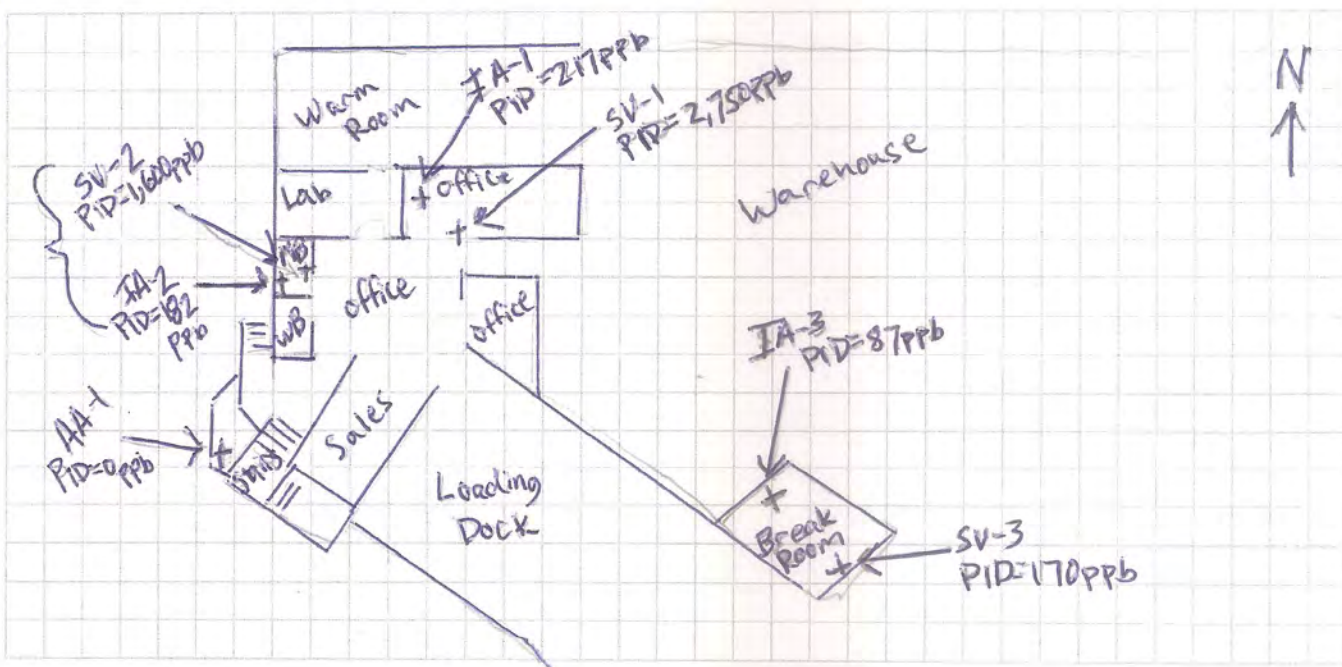 N
Warm
Room
IA-1
PID=217ppb
SV-1
PID=2,750ppb
Warehouse
SV-2
PID=1,600ppb
Lab
office
MB
IA-2
PID=182
ppb
WB
office
office
IA-3
PID=87ppb
AA-1
PID=0ppb
Stairs
Sales
Loading
Dock
Break
Room
SV-3
PID=170ppb